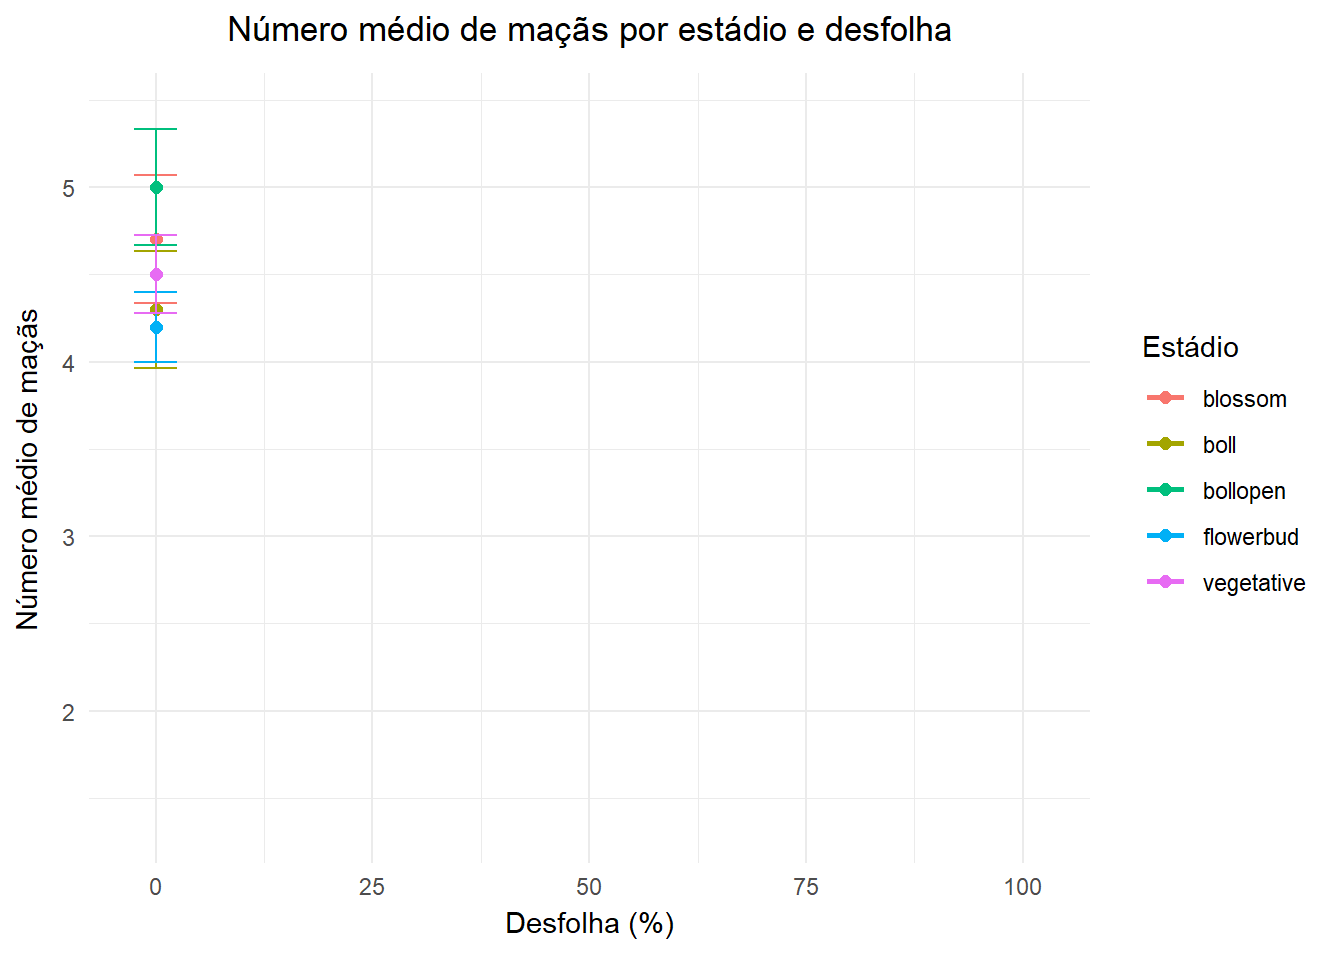 Número médio de maçãs por estádio e desfolha
Número médio de maçãs
5
4
3
2
0 25 50 75 100
Desfolha (%)
Estádio
blossom
boll
bollopen
flowerbud
vegetative